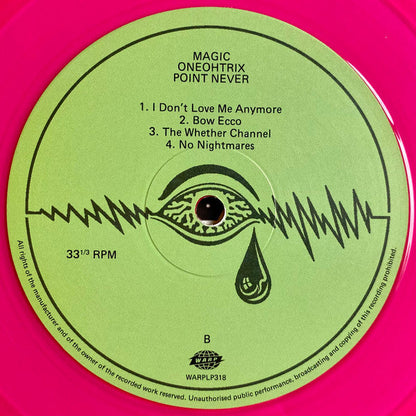 MAGIC
ONEOHTRIX
POINT NEVER
1. I Don't Love Me Anymore
2. Bow Ecco
3. The Whether Channel
4. No Nightmares
33 1/3 RPM
B
WARP
WARPLP318
All rights of the manufacturer and of the owner of the recorded work reserved. Unauthorised public performance, broadcasting and copying of this recording prohibited.